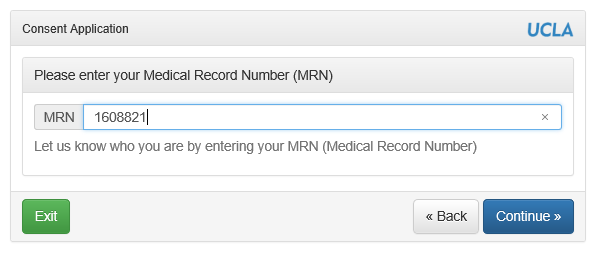 Consent Application
UCLA
Please enter your Medical Record Number (MRN)
MRN 1608821 ×
Let us know who you are by entering your MRN (Medical Record Number)
Exit
« Back
Continue »